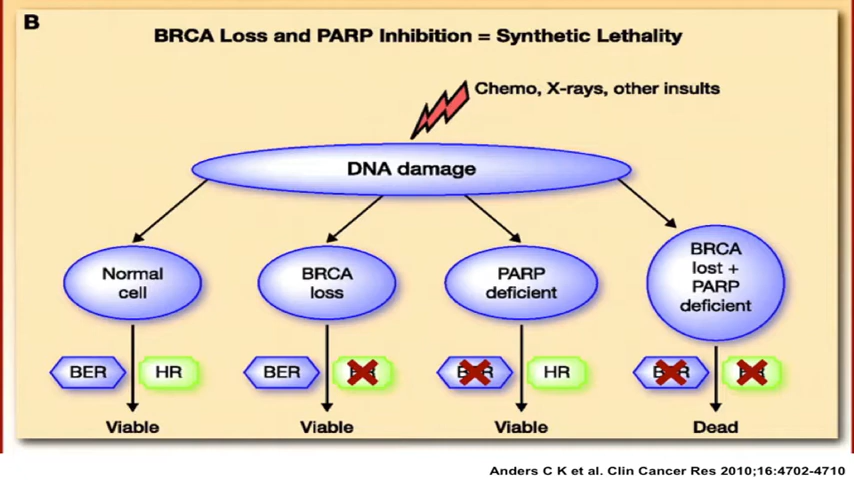 B
BRCA Loss and PARP Inhibition = Synthetic Lethality
Chemo, X-rays, other insults
DNA damage
Normal
cell
BRCA
loss
PARP
deficient
BRCA
lost +
PARP
deficient
BER
HR
BER
HR
BER
HR
BER
HR
Viable
Viable
Viable
Dead
Anders C K et al. Clin Cancer Res 2010;16:4702-4710